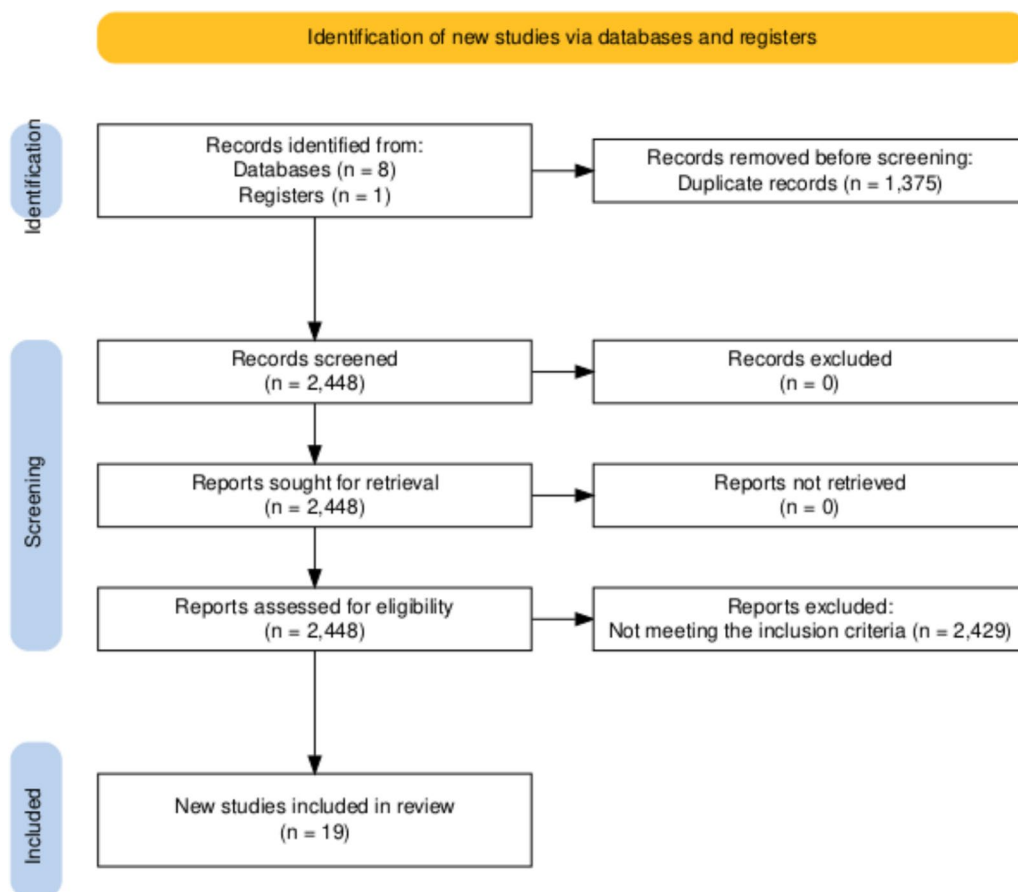 Identification of new studies via databases and registers
Identification
Records identified from:
Databases (n = 8)
Registers (n = 1)
Records removed before screening:
Duplicate records (n = 1,375)
Screening
Records screened
(n = 2,448)
Records excluded
(n = 0)
Reports sought for retrieval
(n = 2,448)
Reports not retrieved
(n = 0)
Reports assessed for eligibility
(n = 2,448)
Reports excluded:
Not meeting the inclusion criteria (n = 2,429)
Included
New studies included in review
(n = 19)